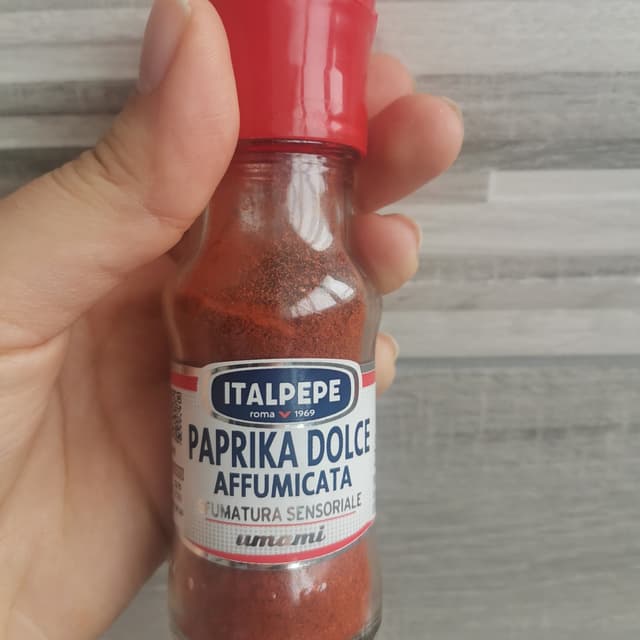 ITALPEPE
roma 1969
PAPRIKA DOLCE
AFFUMICATA
SFUMATURA SENSORIALE
umami